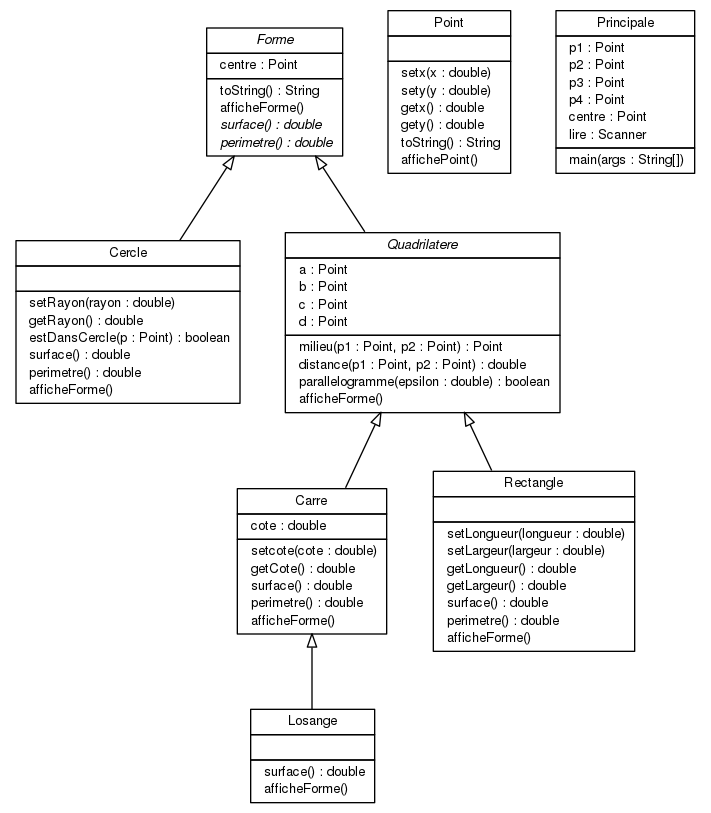 Forme
centre : Point
toString() : String
afficheForme()
surface() : double
perimetre() : double
Point
setx(x : double)
sety(y : double)
getx() : double
gety() : double
toString() : String
affichePoint()
Principale
p1 : Point
p2 : Point
p3 : Point
p4 : Point
centre : Point
lire : Scanner
main(args : String[])
Cercle
setRayon(rayon : double)
getRayon() : double
estDansCercle(p : Point) : boolean
surface() : double
perimetre() : double
afficheForme()
Quadrilatere
a : Point
b : Point
c : Point
d : Point
milieu(p1 : Point, p2 : Point) : Point
distance(p1 : Point, p2 : Point) : double
parallelogramme(epsilon : double) : boolean
afficheForme()
Carre
cote : double
setcote(cote : double)
getCote() : double
surface() : double
perimetre() : double
afficheForme()
Rectangle
setLongueur(longueur : double)
setLargeur(largeur : double)
getLongueur() : double
getLargeur() : double
surface() : double
perimetre() : double
afficheForme()
Losange
surface() : double
afficheForme()